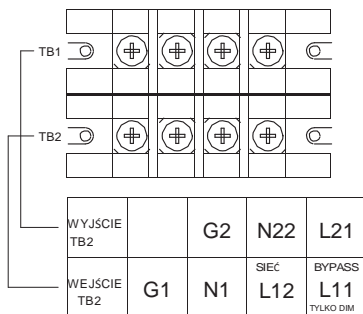 TB1
TB2
WYJŚCIE TB2 G2 N22 L21
WEJŚCIE TB2 G1 N1 SIEć L12 BYPASS L11 TYLKO DIM